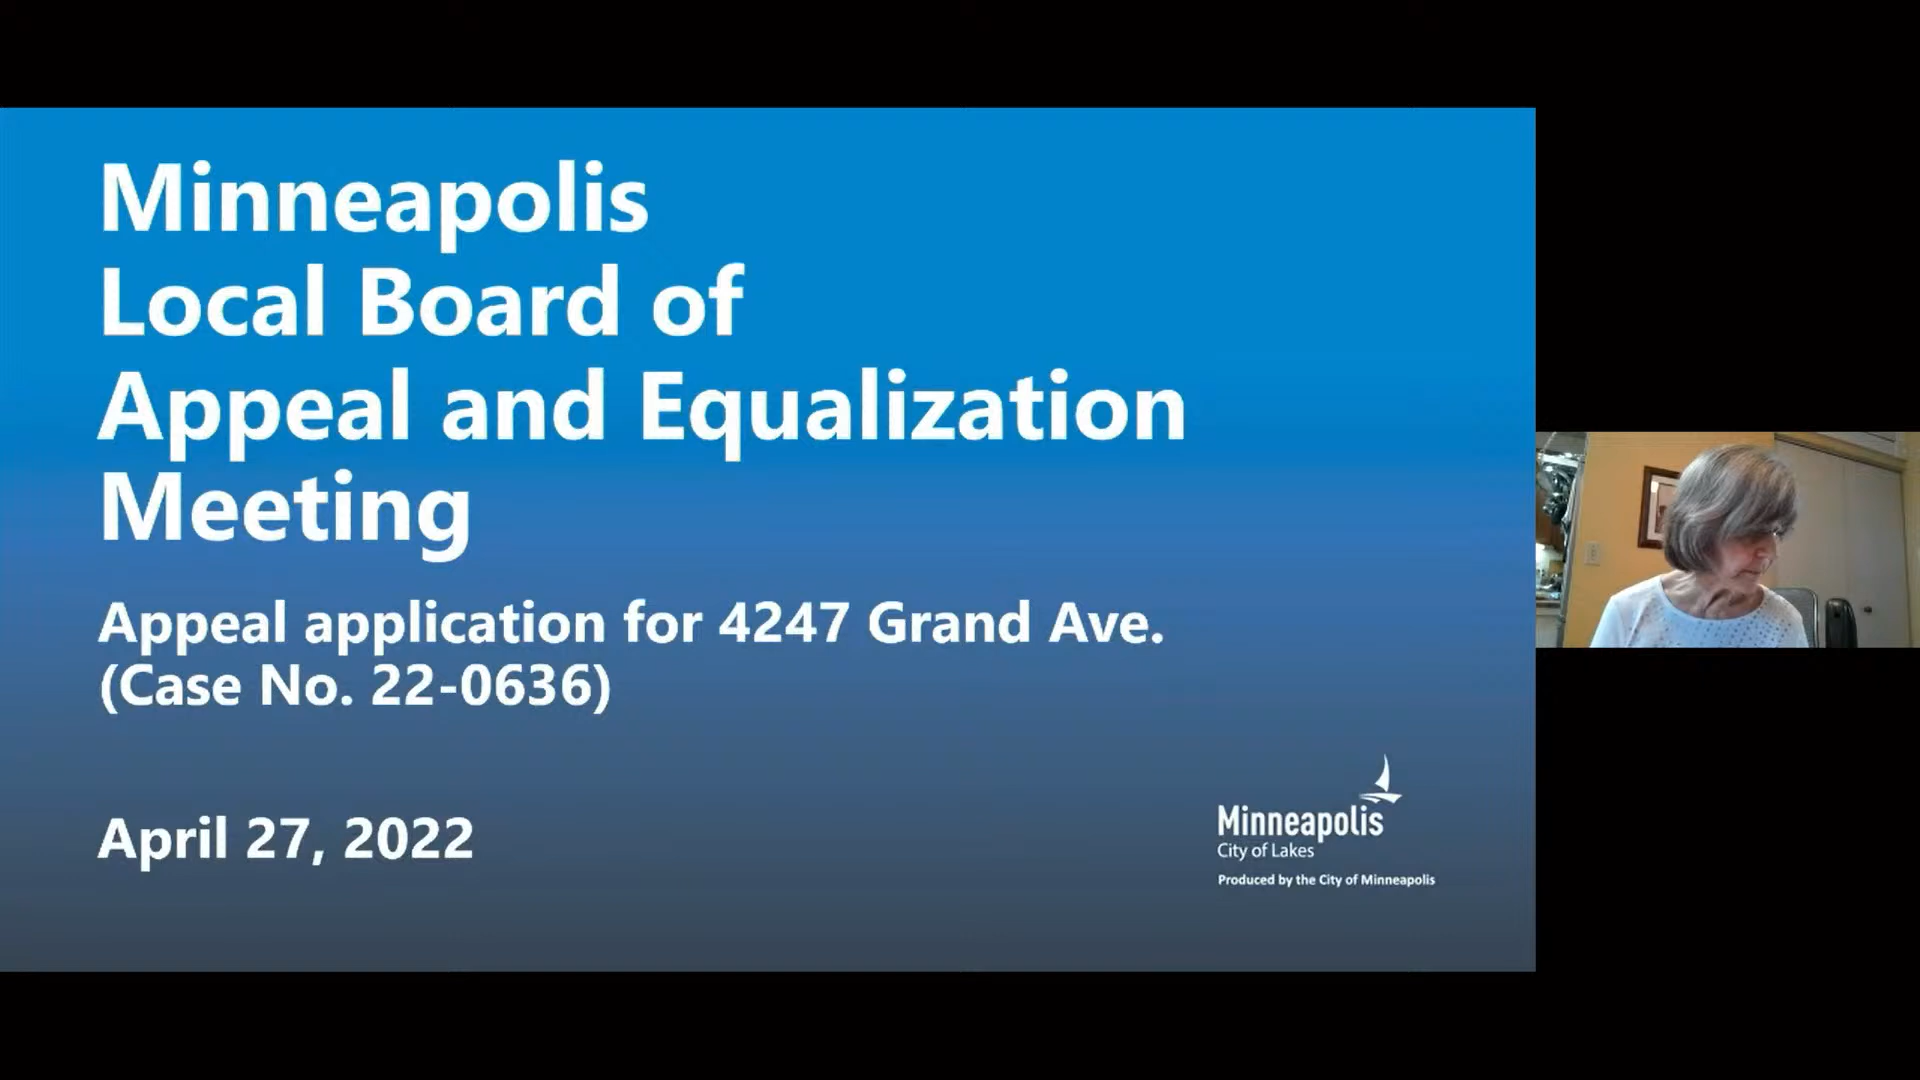 Minneapolis
Local Board of
Appeal and Equalization
Meeting
Appeal application for 4247 Grand Ave.
(Case No. 22-0636)
April 27, 2022
Minneapolis
City of Lakes
Produced by the City of Minneapolis